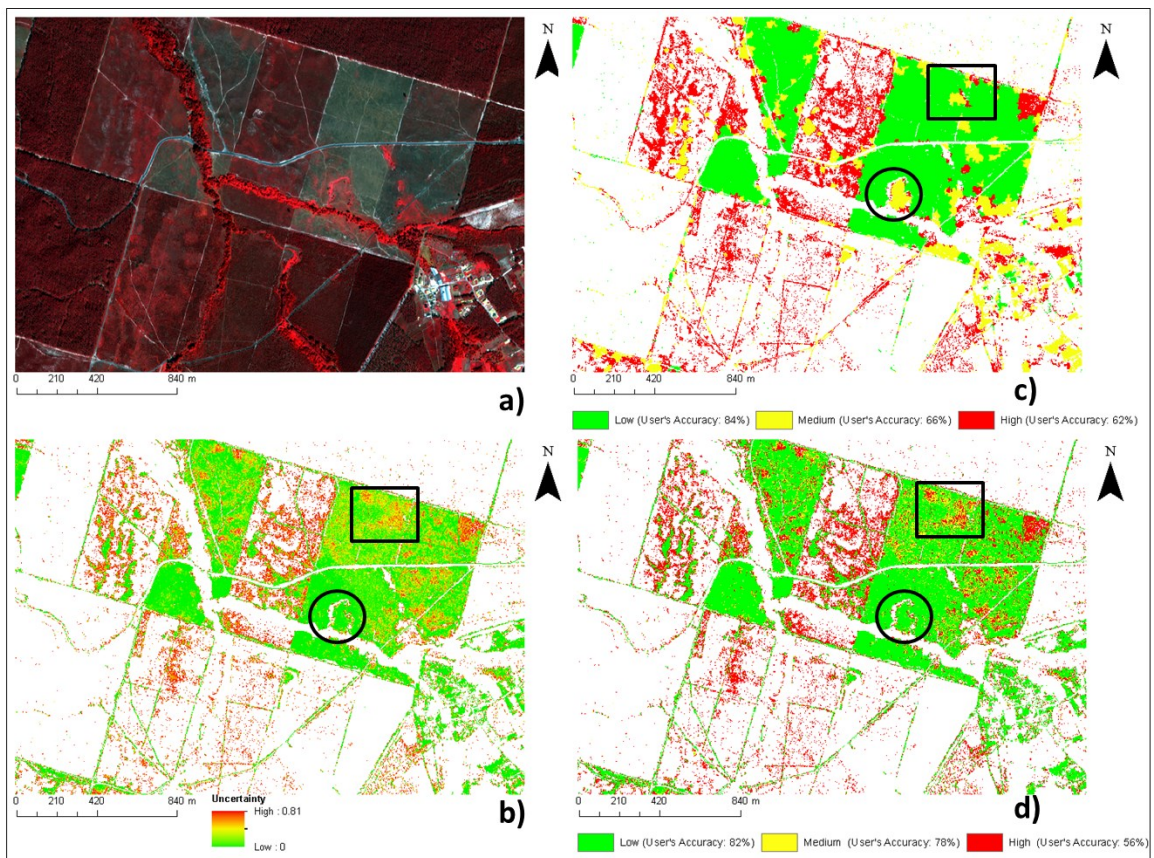 N
0 210 420 840 m
a)
N
0 210 420 840 m
c)
Low (User's Accuracy: 84%) Medium (User's Accuracy: 66%) High (User's Accuracy: 62%)
N
0 210 420 840 m
Uncertainty
High : 0.81
Low : 0
b)
N
0 210 420 840 m
d)
Low (User's Accuracy: 82%) Medium (User's Accuracy: 78%) High (User's Accuracy: 56%)